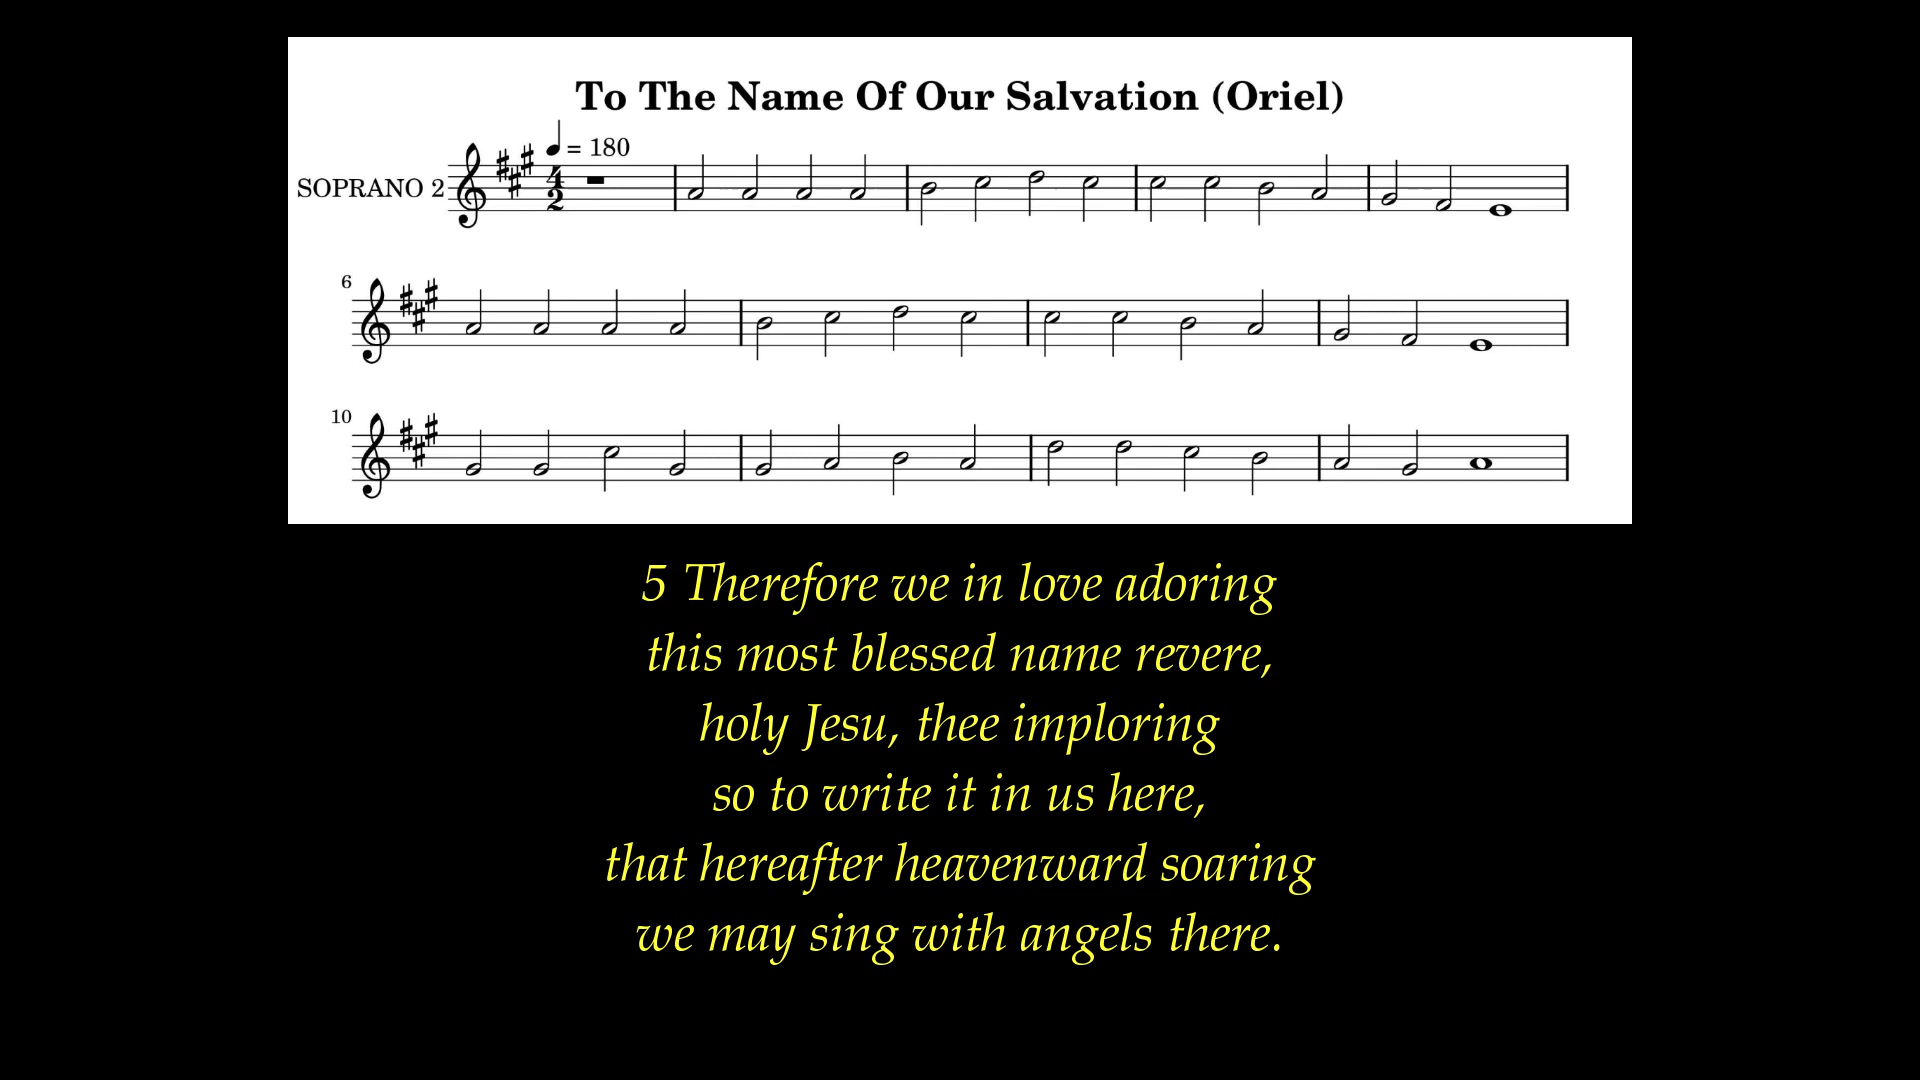 To The Name Of Our Salvation (Oriel)
= 180
SOPRANO 2
4
2
6
10
5 Therefore we in love adoring
this most blessed name revere,
holy Jesu, thee imploring
so to write it in us here,
that hereafter heavenward soaring
we may sing with angels there.